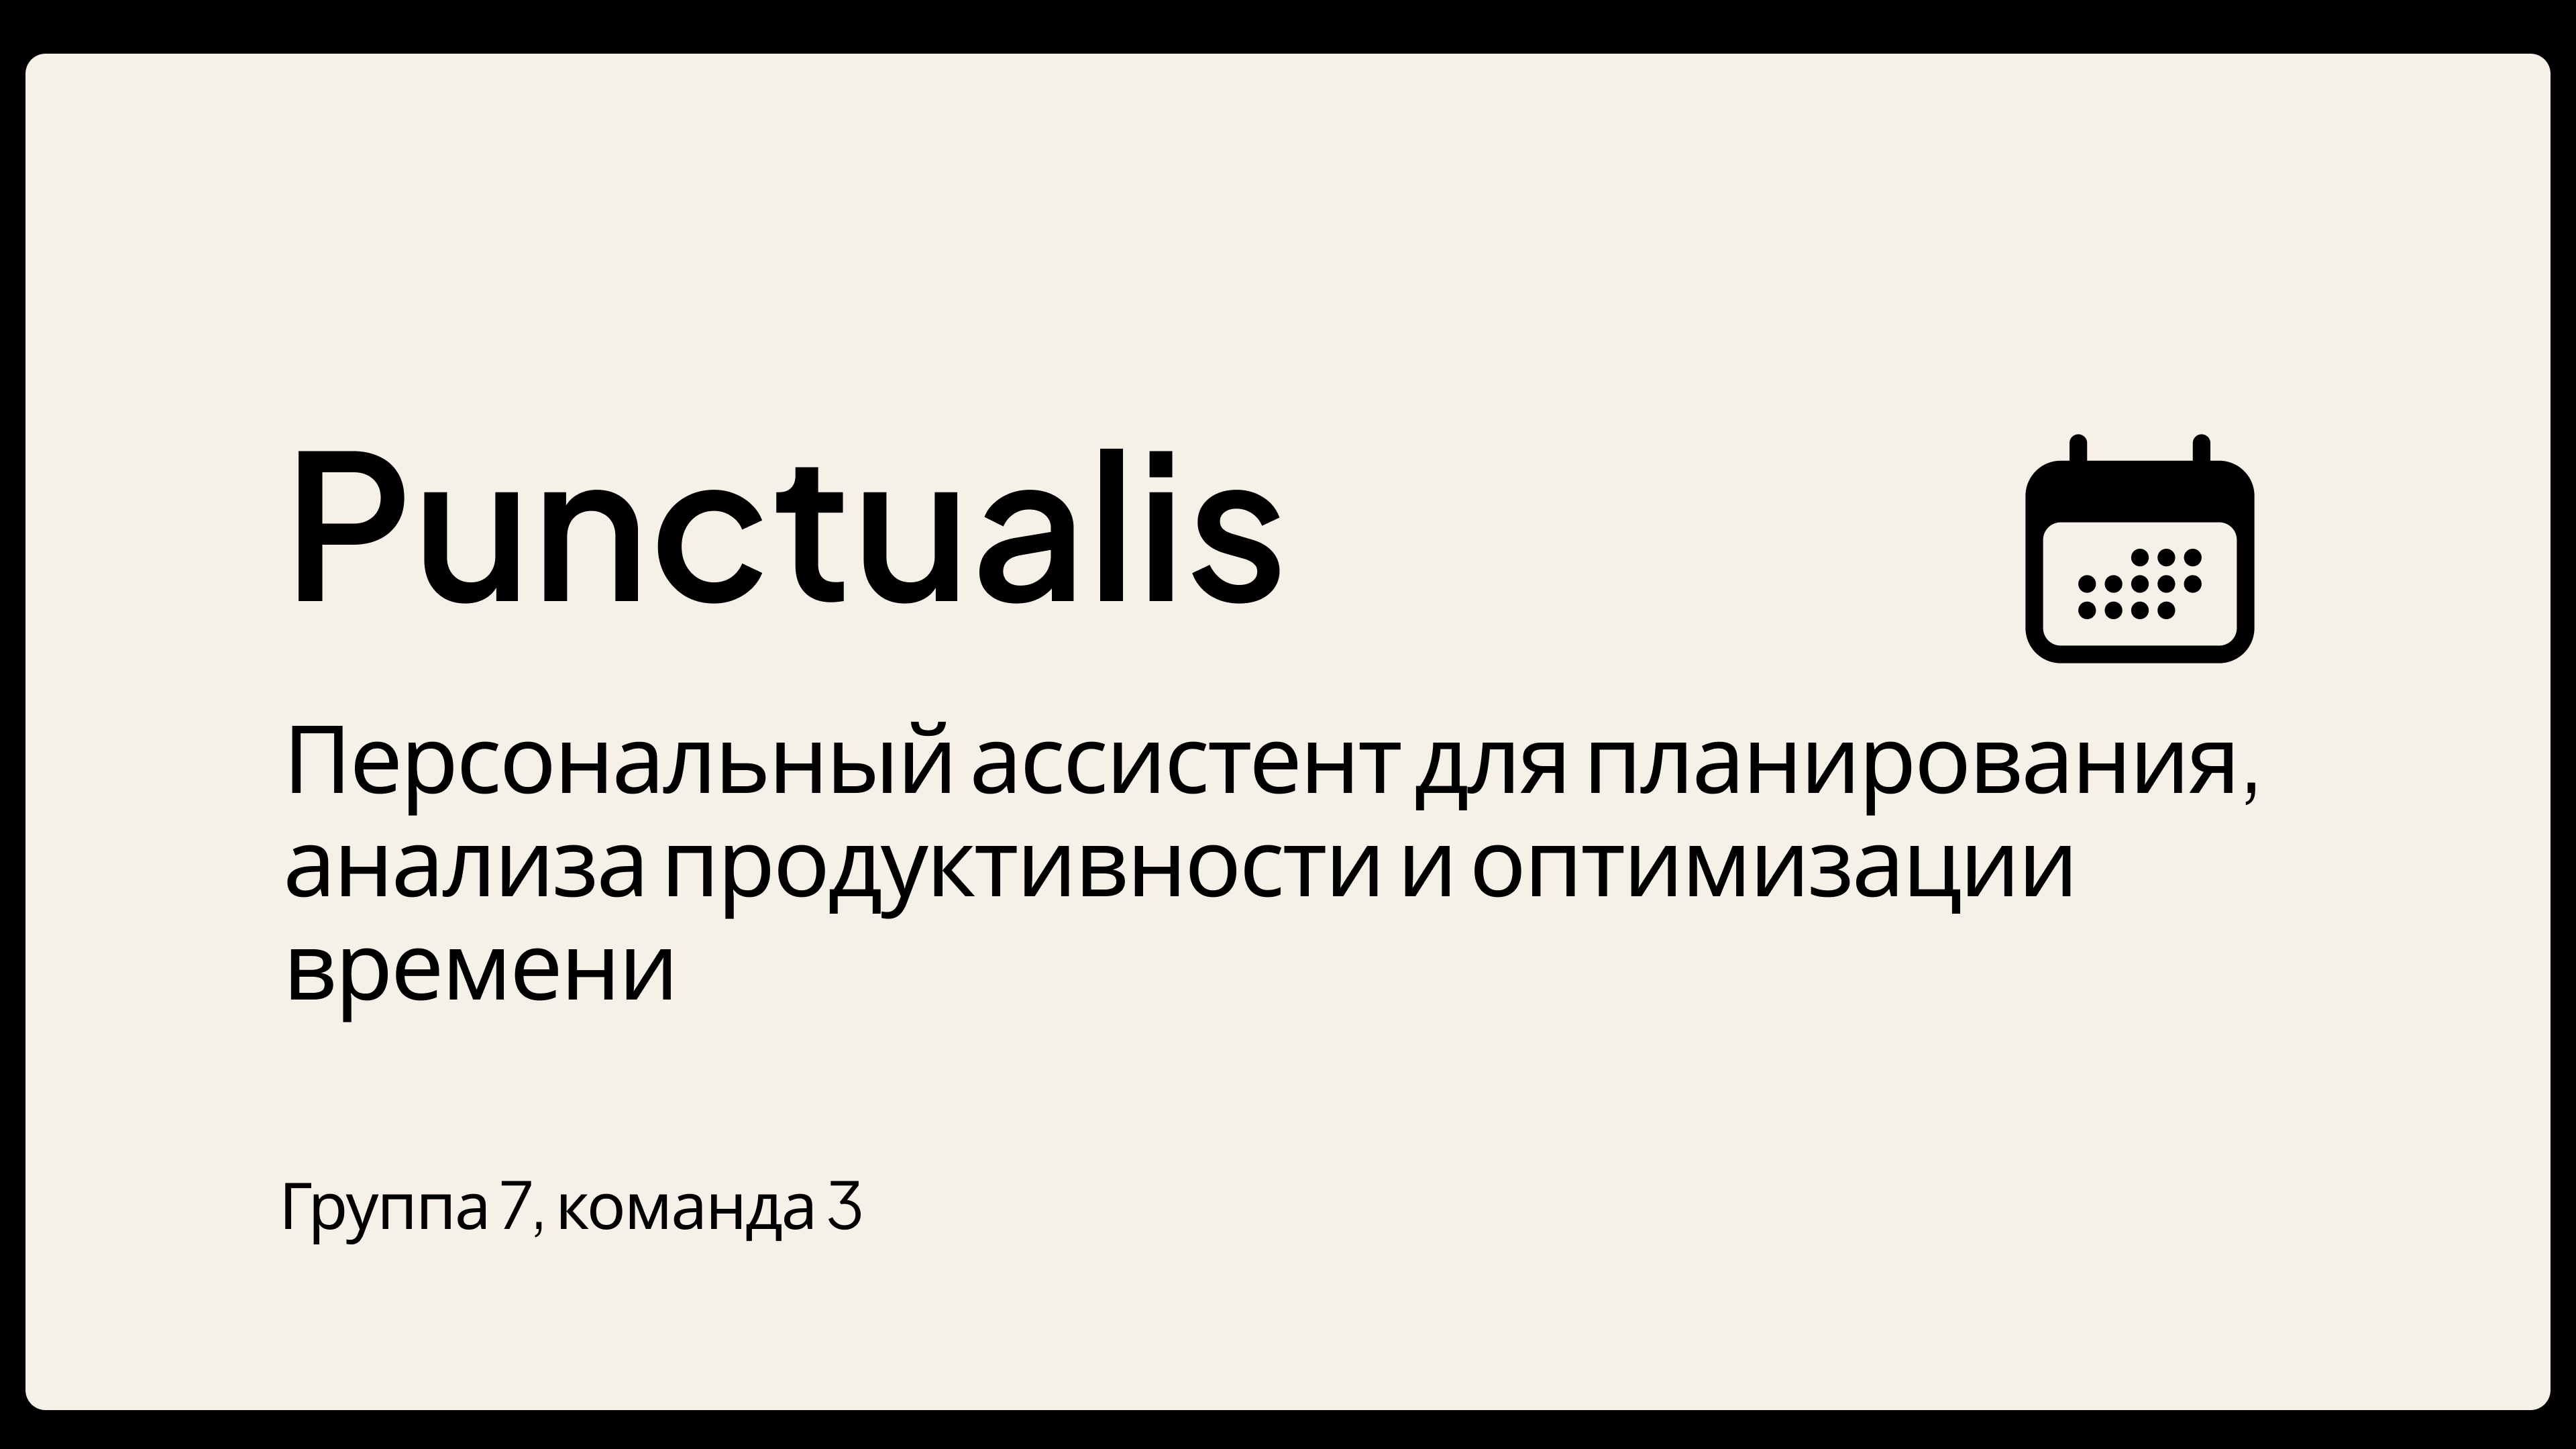 Punctualis
Персональный ассистент для планирования,
анализа продуктивности и оптимизации
времени
Группа 7, команда 3